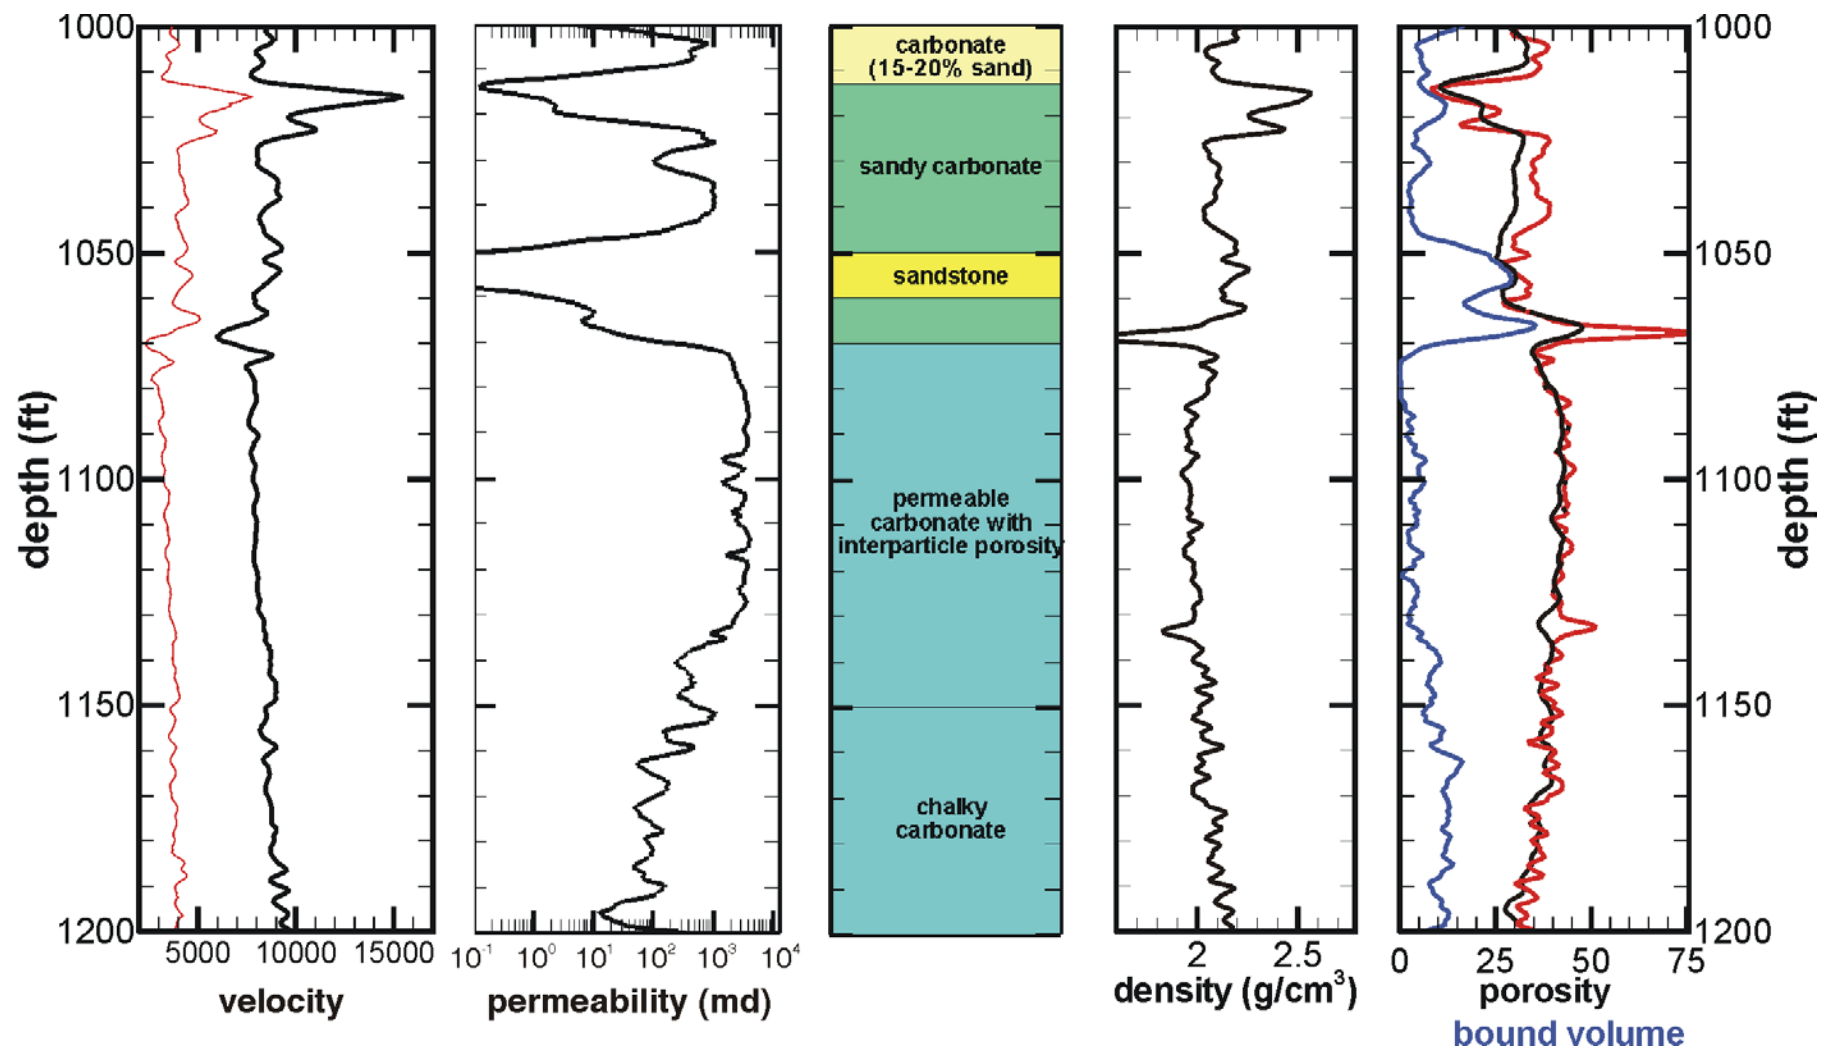 1000
1050
1100
1150
1200
depth (ft)
5000 10000 15000
velocity
10-1 100 101 102 103 104
permeability (md)
carbonate
(15-20% sand)
sandy carbonate
sandstone
permeable
carbonate with
interparticle porosity
chalky
carbonate
2 2.5
density (g/cm3)
0 25 50 75
porosity
bound volume
1000
1050
1100
1150
1200
depth (ft)